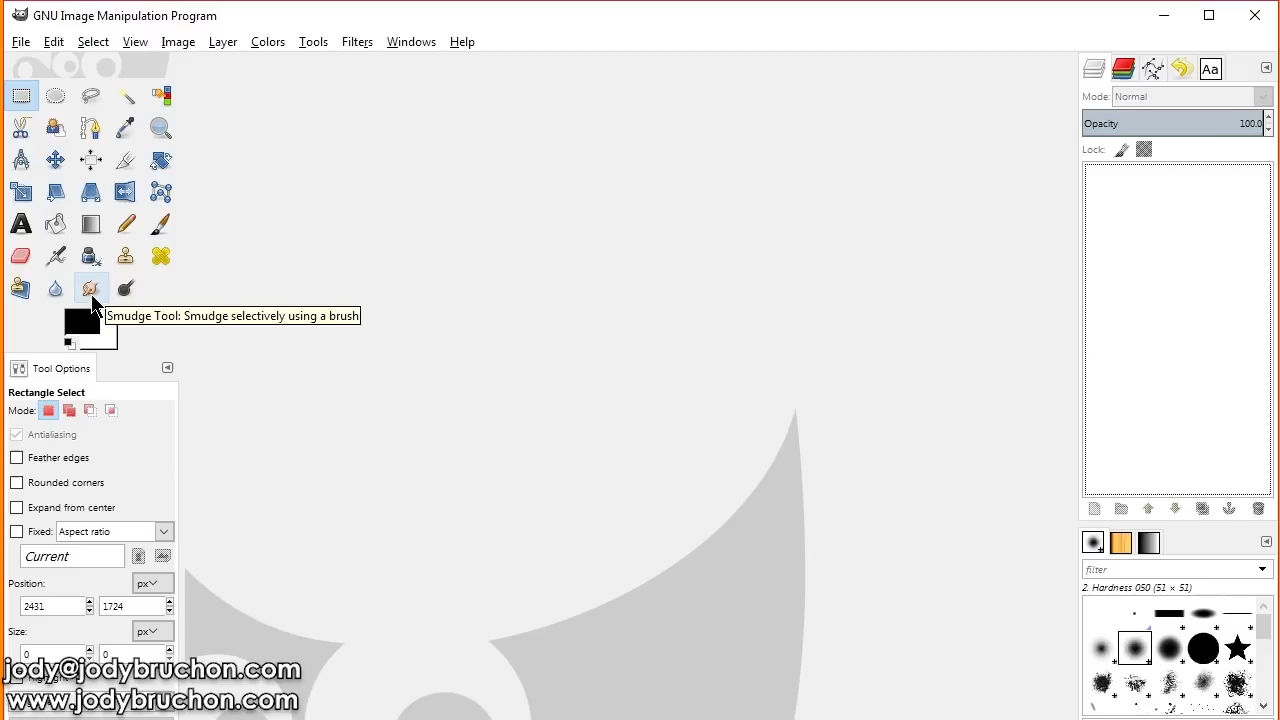 GNU Image Manipulation Program
File Edit Select View Image Layer Colors Tools Filters Windows Help
Aa
Mode: Normal
Opacity 100.0
Lock:
A
Smudge Tool: Smudge selectively using a brush
Tool Options
Rectangle Select
Mode:
Antialiasing
Feather edges
Rounded corners
Expand from center
Fixed: Aspect ratio
Current
Position: px
2431 1724
Size: px
0 0
filter
2. Hardness 050 (51 × 51)
jody@jodybruchon.com
www.jodybruchon.com